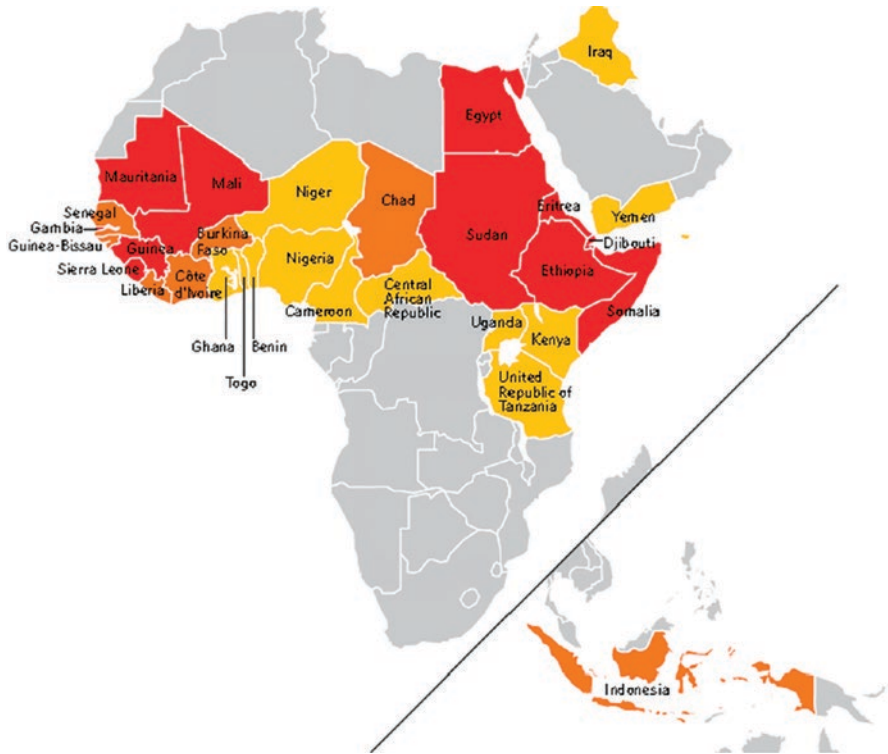 Iraq
Egypt
Mauritania
Mali
Niger
Chad
Eritrea
Yemen
Senegal
Gambia
Guinea-Bissau
Guinea
Burkina
Faso
Sudan
Djibouti
Nigeria
Ethiopia
Sierra Leone
Côte
d'Ivoire
Liberia
Central
African
Republic
Cameroon
Somalia
Uganda
Kenya
Ghana
Benin
Togo
United
Republic of
Tanzania
Indonesia